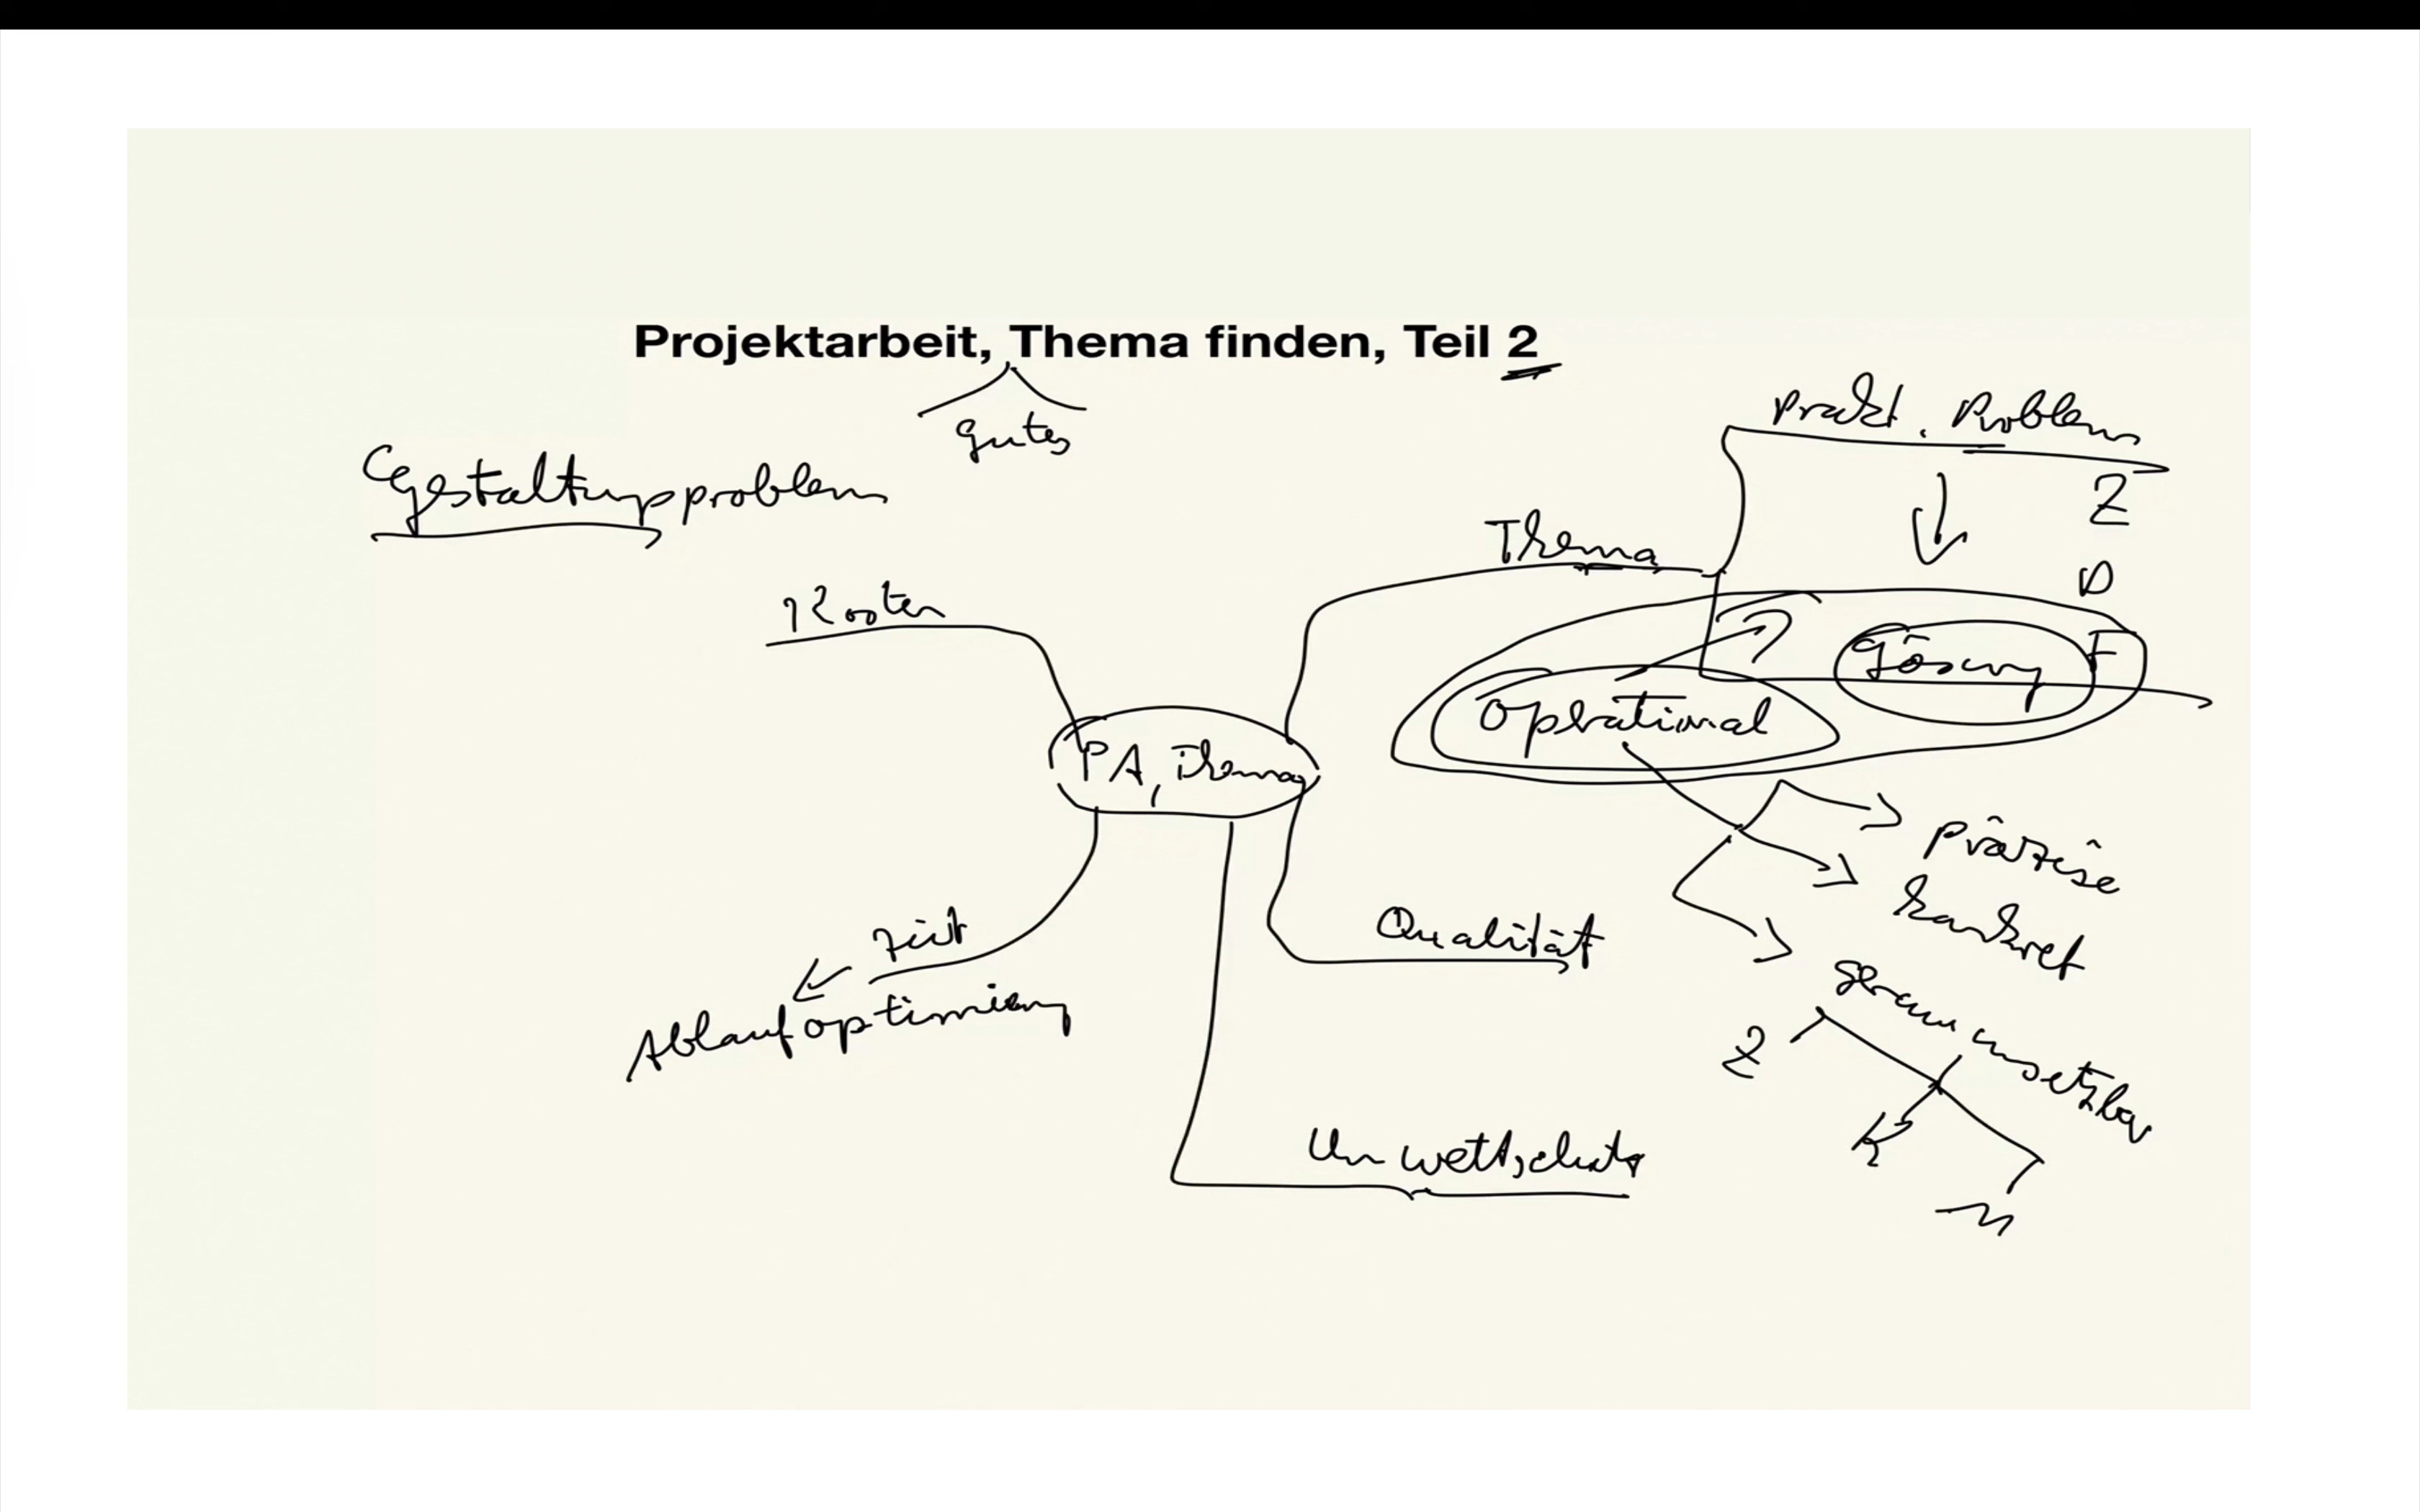 Projektarbeit, Thema finden, Teil 2
gutes
Gestaltungsproblem
Prakt. Problem
Z
D
F
Thema
Lösung
Operational
Kosten
PA, Thema
präzise
konkret
Qualität
Zeit
Ablaufoptimierung
genau umsetzbar
Z
K
M
Umweltschutz